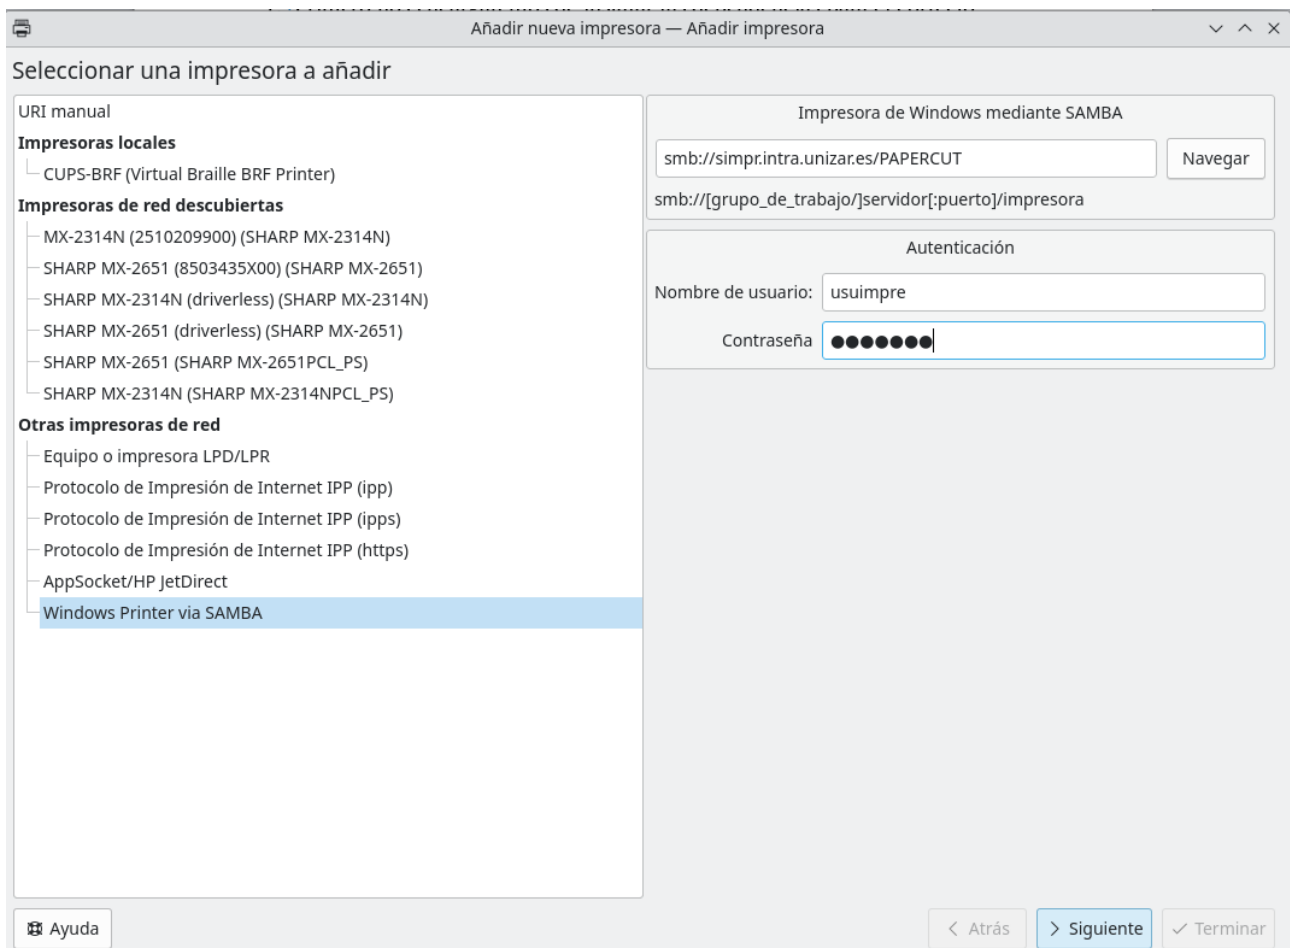 Añadir nueva impresora — Añadir impresora
Seleccionar una impresora a añadir
URI manual
Impresoras locales
CUPS-BRF (Virtual Braille BRF Printer)
Impresoras de red descubiertas
MX-2314N (2510209900) (SHARP MX-2314N)
SHARP MX-2651 (8503435X00) (SHARP MX-2651)
SHARP MX-2314N (driverless) (SHARP MX-2314N)
SHARP MX-2651 (driverless) (SHARP MX-2651)
SHARP MX-2651 (SHARP MX-2651PCL_PS)
SHARP MX-2314N (SHARP MX-2314NPCL_PS)
Otras impresoras de red
Equipo o impresora LPD/LPR
Protocolo de Impresión de Internet IPP (ipp)
Protocolo de Impresión de Internet IPP (ipps)
Protocolo de Impresión de Internet IPP (https)
AppSocket/HP JetDirect
Windows Printer via SAMBA
Impresora de Windows mediante SAMBA
smb://simpr.intra.unizar.es/PAPERCUT Navegar
smb://[grupo_de_trabajo/]servidor[:puerto]/impresora
Autenticación
Nombre de usuario: usuimpre
Contraseña ●●●●●●●
Ayuda < Atrás > Siguiente ✓ Terminar